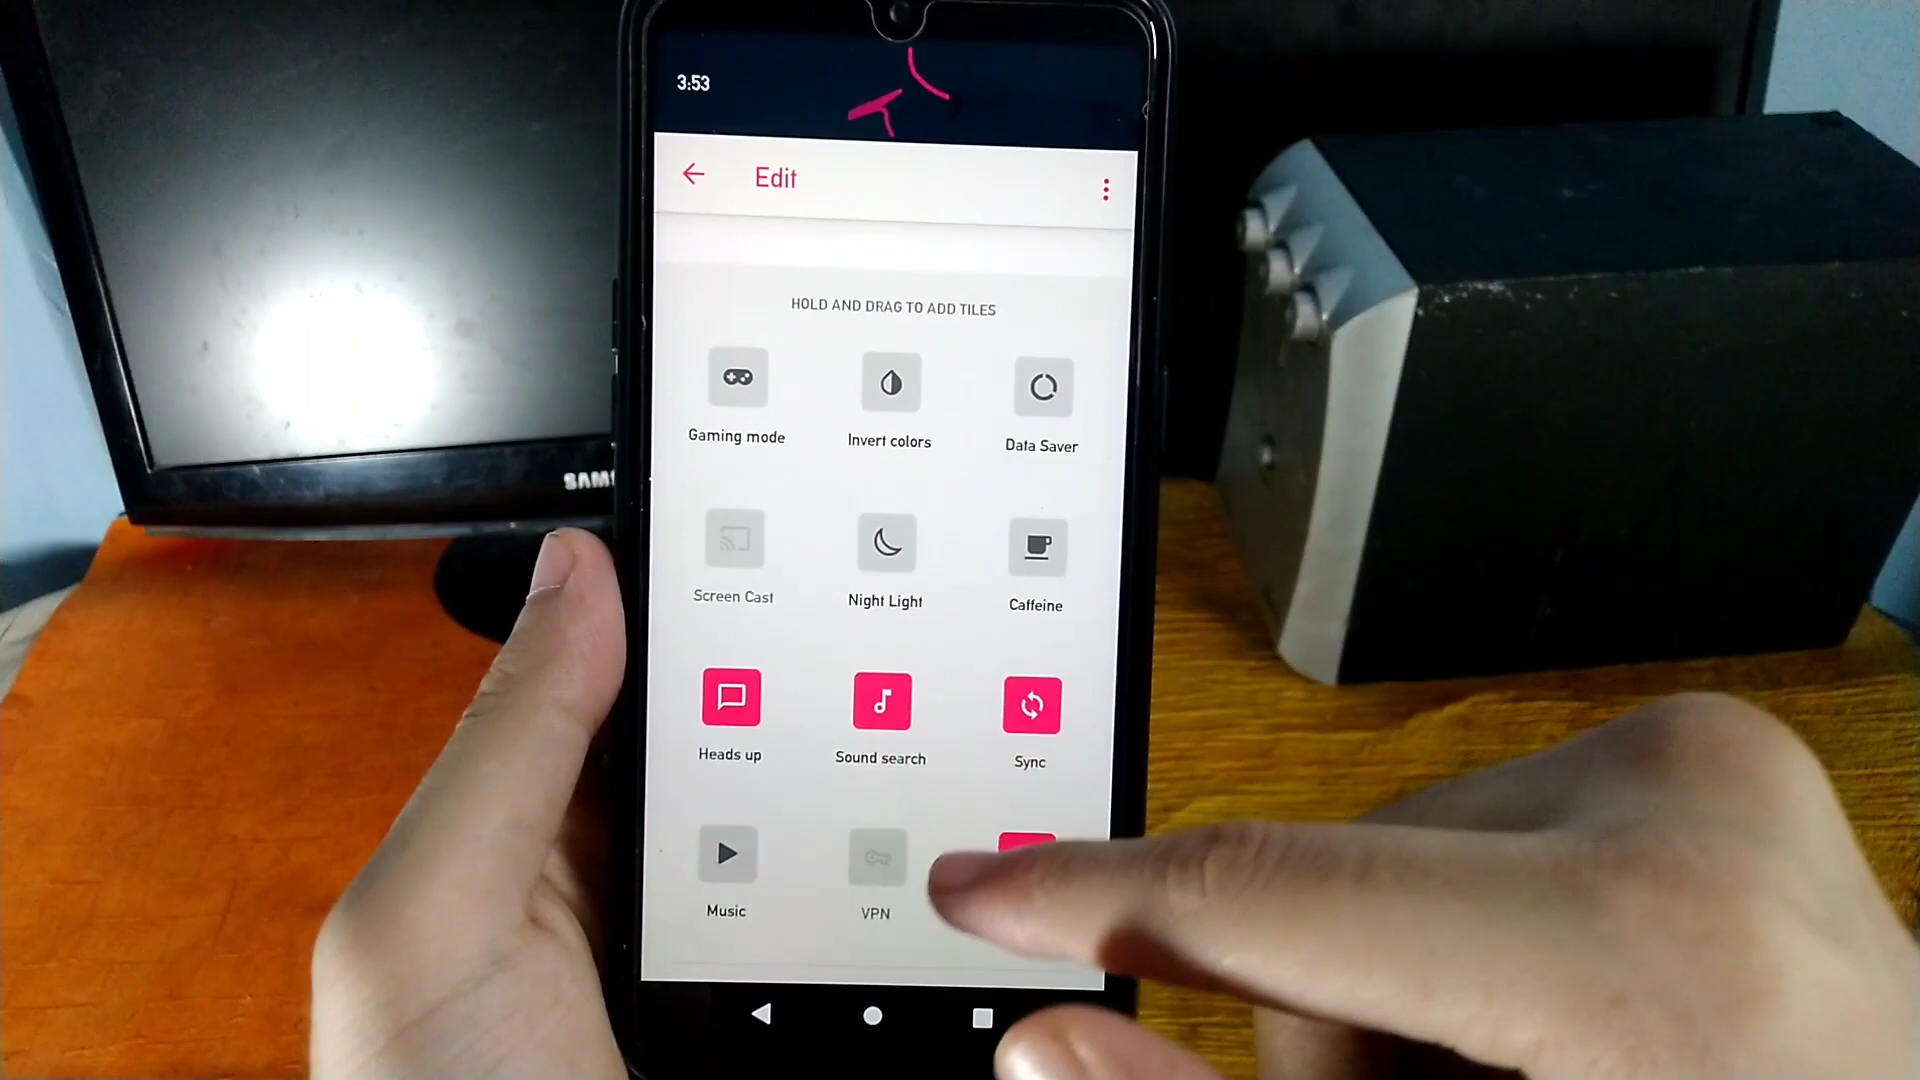 3:53
Edit
HOLD AND DRAG TO ADD TILES
Gaming mode
Invert colors
Data Saver
Screen Cast
Night Light
Caffeine
Heads up
Sound search
Sync
Music
VPN
SAMS